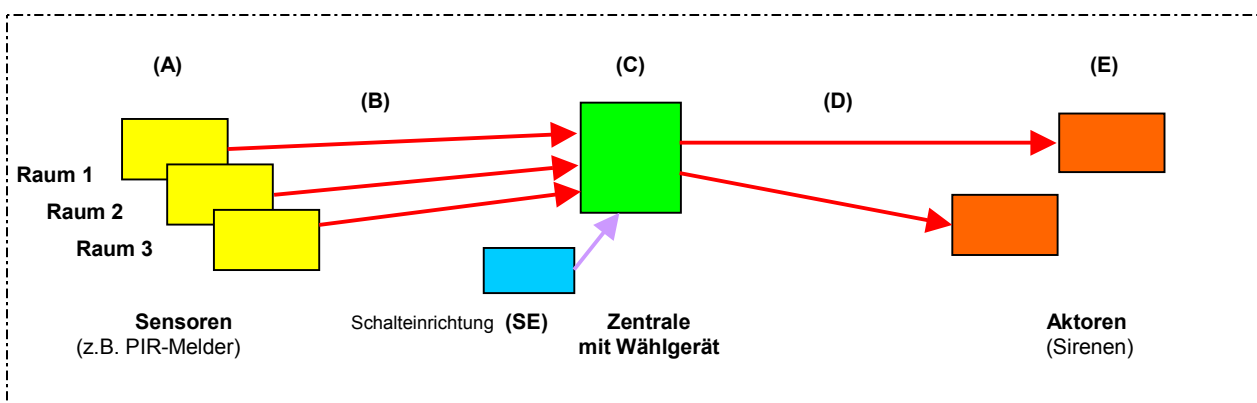 (A)
(C)
(E)
(B)
(D)
Raum 1
Raum 2
Raum 3
Sensoren
(z.B. PIR-Melder)
Schalteinrichtung (SE)
Zentrale
mit Wählgerät
Aktoren
(Sirenen)